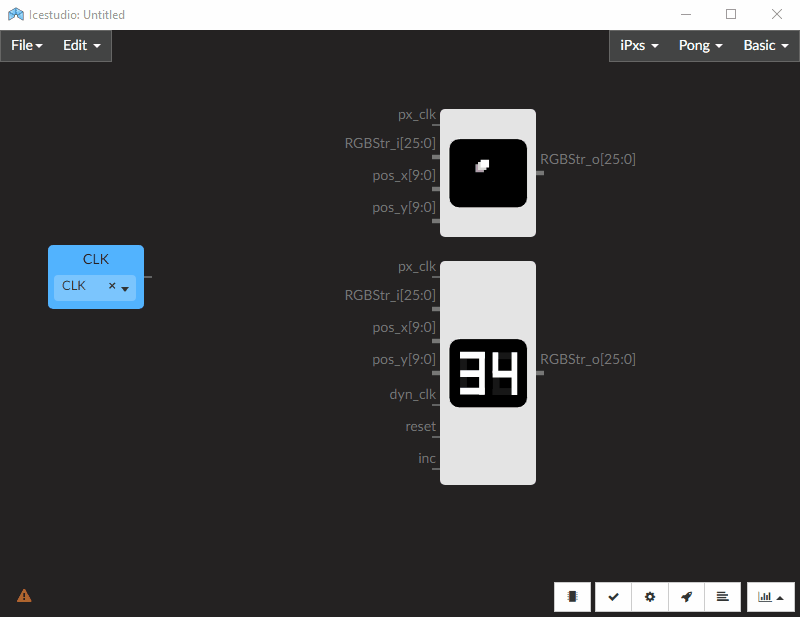 Icestudio: Untitled
File Edit iPxs Pong Basic
px_clk
RGBStr_i[25:0]
RGBStr_o[25:0]
pos_x[9:0]
pos_y[9:0]
CLK
CLK
px_clk
RGBStr_i[25:0]
pos_x[9:0]
pos_y[9:0]
34
RGBStr_o[25:0]
dyn_clk
reset
inc